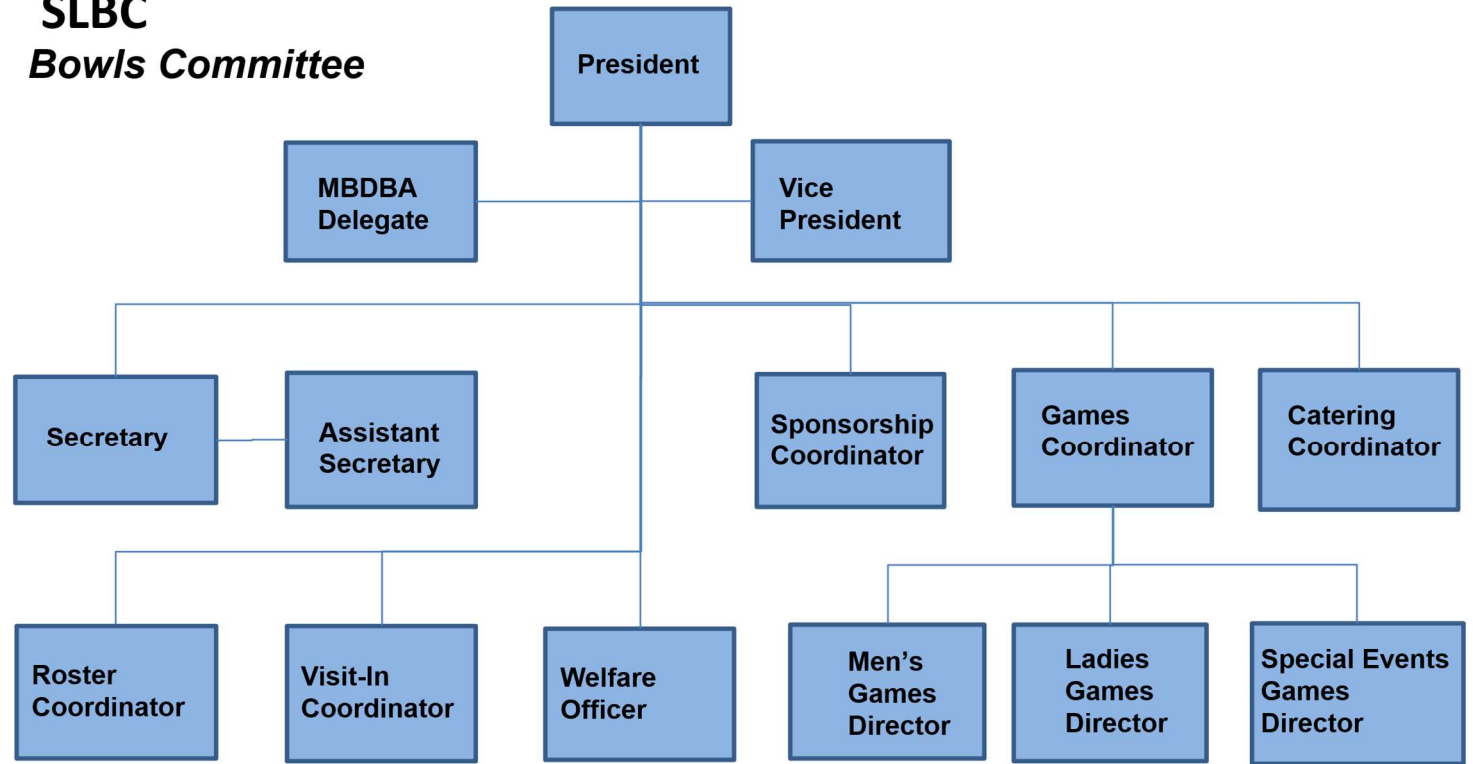 SLBC
Bowls Committee
President
MBDBA
Delegate
Vice
President
Secretary
Assistant
Secretary
Sponsorship
Coordinator
Games
Coordinator
Catering
Coordinator
Roster
Coordinator
Visit-In
Coordinator
Welfare
Officer
Men’s
Games
Director
Ladies
Games
Director
Special Events
Games
Director